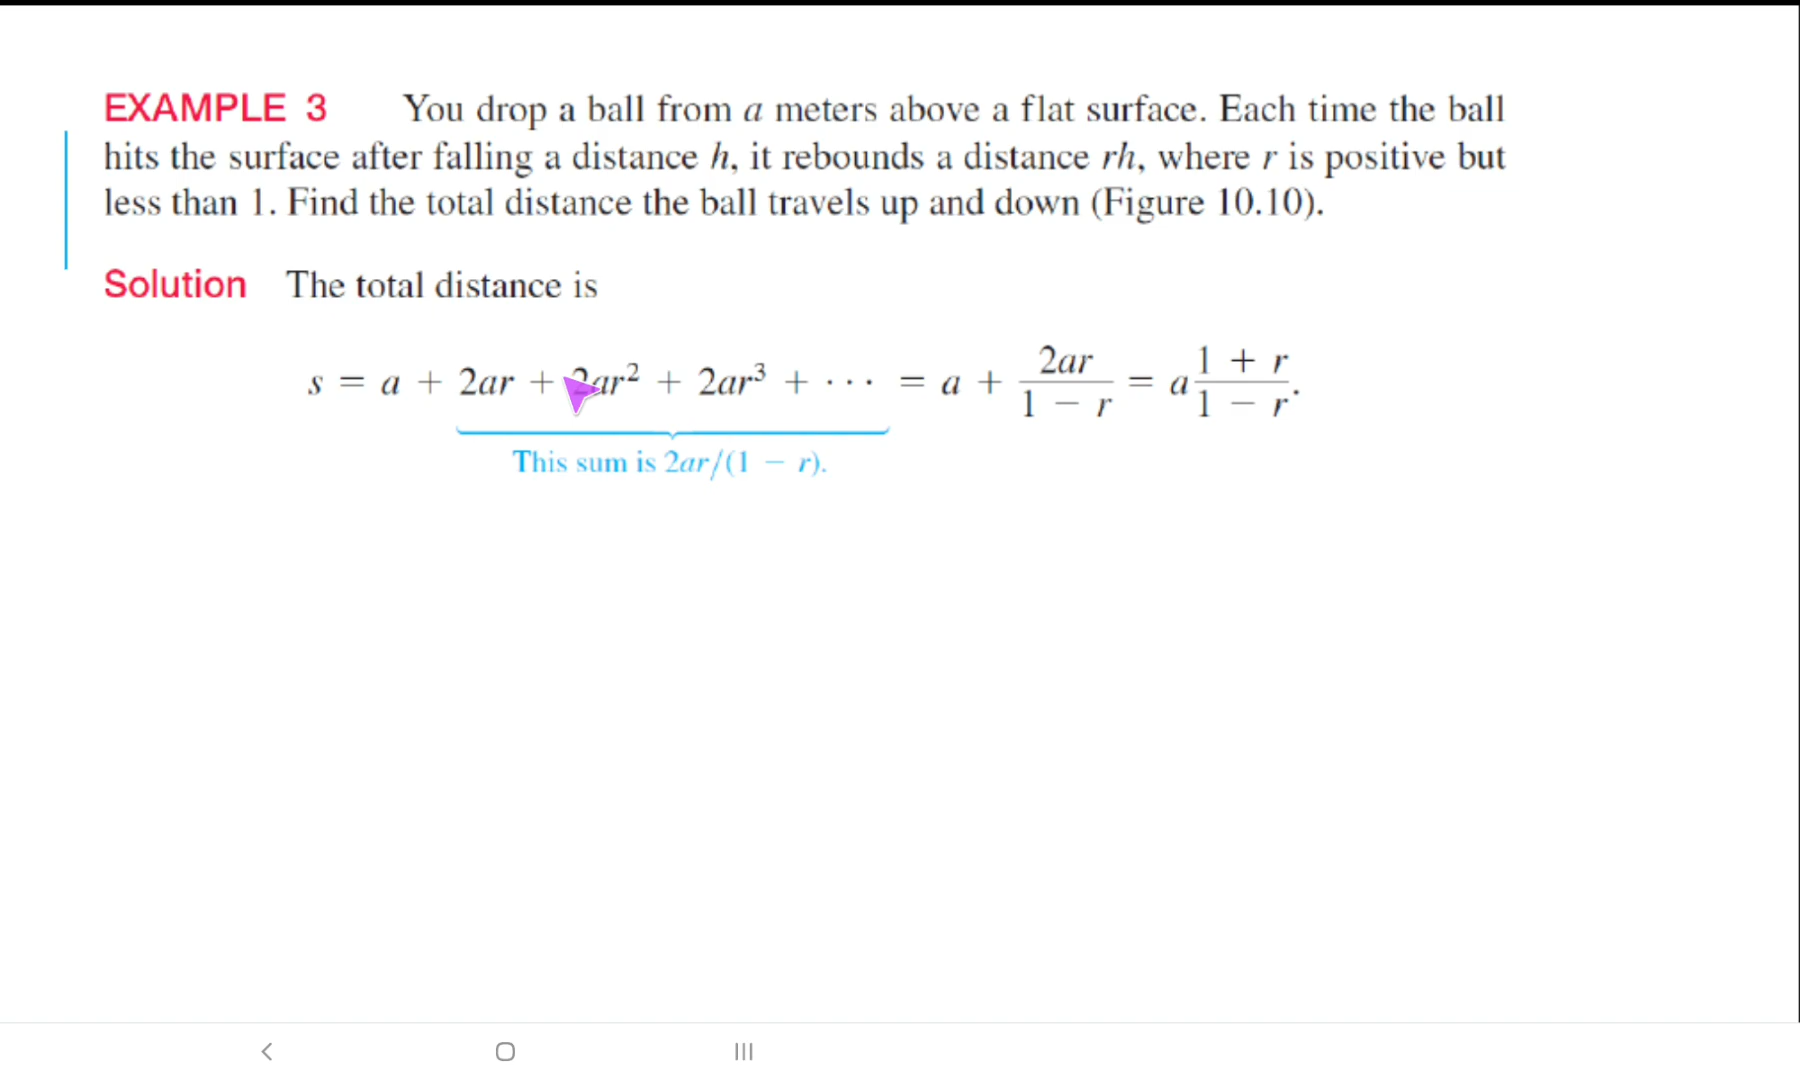 EXAMPLE 3 You drop a ball from a meters above a flat surface. Each time the ball
hits the surface after falling a distance h, it rebounds a distance rh, where r is positive but
less than 1. Find the total distance the ball travels up and down (Figure 10.10).
Solution The total distance is
s = a + 2ar + 2ar² + 2ar³ + ··· = a + 2ar/(1 − r) = a (1 + r)/(1 − r).
This sum is 2ar/(1 − r).